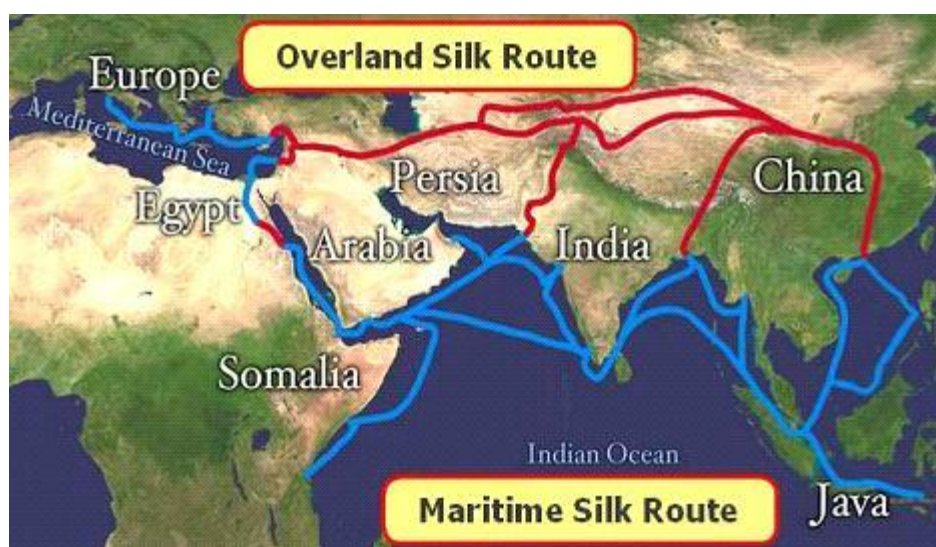 Overland Silk Route
Europe
Mediterranean Sea
Persia
China
Egypt
Arabia
India
Somalia
Indian Ocean
Maritime Silk Route
Java